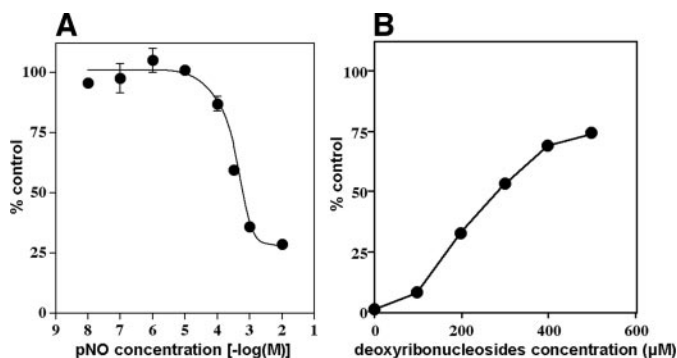 A
100
75
50
25
0
% control
9 8 7 6 5 4 3 2 1
pNO concentration [-log(M)]
B
100
75
50
25
0
% control
0 200 400 600
deoxyribonucleosides concentration (µM)